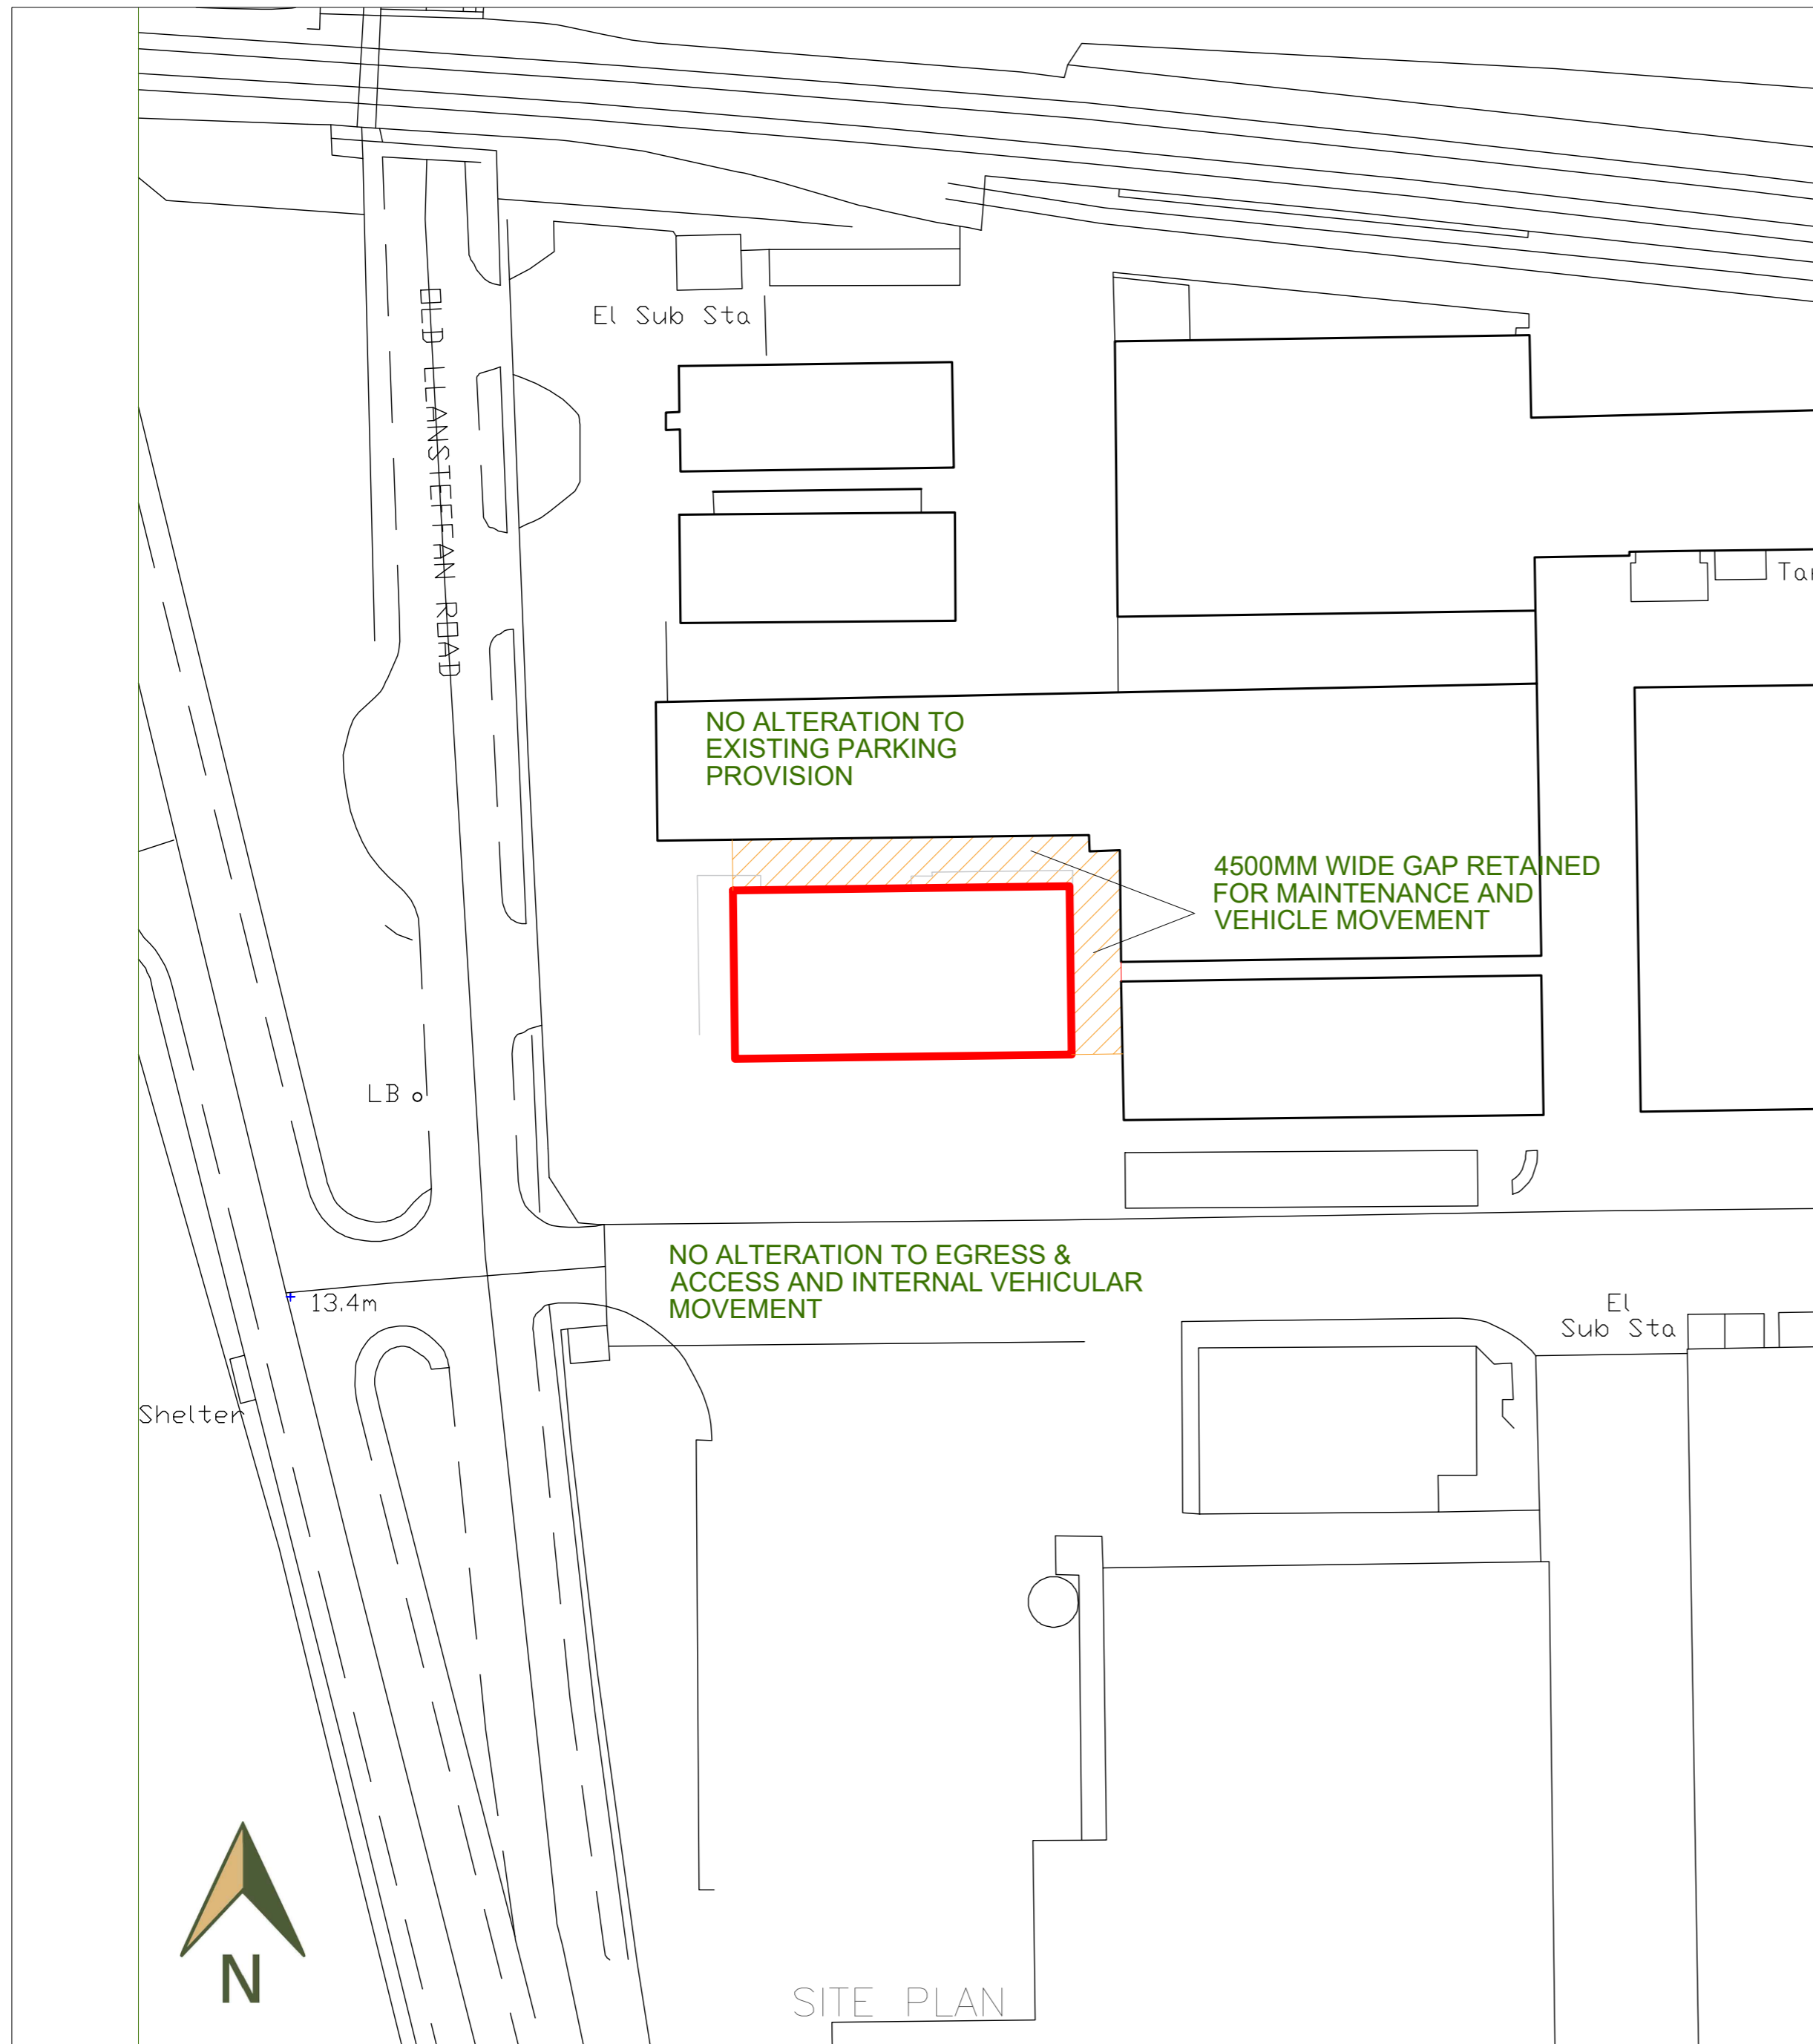 El Sub Sta
OLD LLANSTEFFAN ROAD
NO ALTERATION TO
EXISTING PARKING
PROVISION
4500MM WIDE GAP RETAINED
FOR MAINTENANCE AND
VEHICLE MOVEMENT
LB
NO ALTERATION TO EGRESS &
ACCESS AND INTERNAL VEHICULAR
MOVEMENT
13.4m
El
Sub Sta
Shelter
N
SITE PLAN